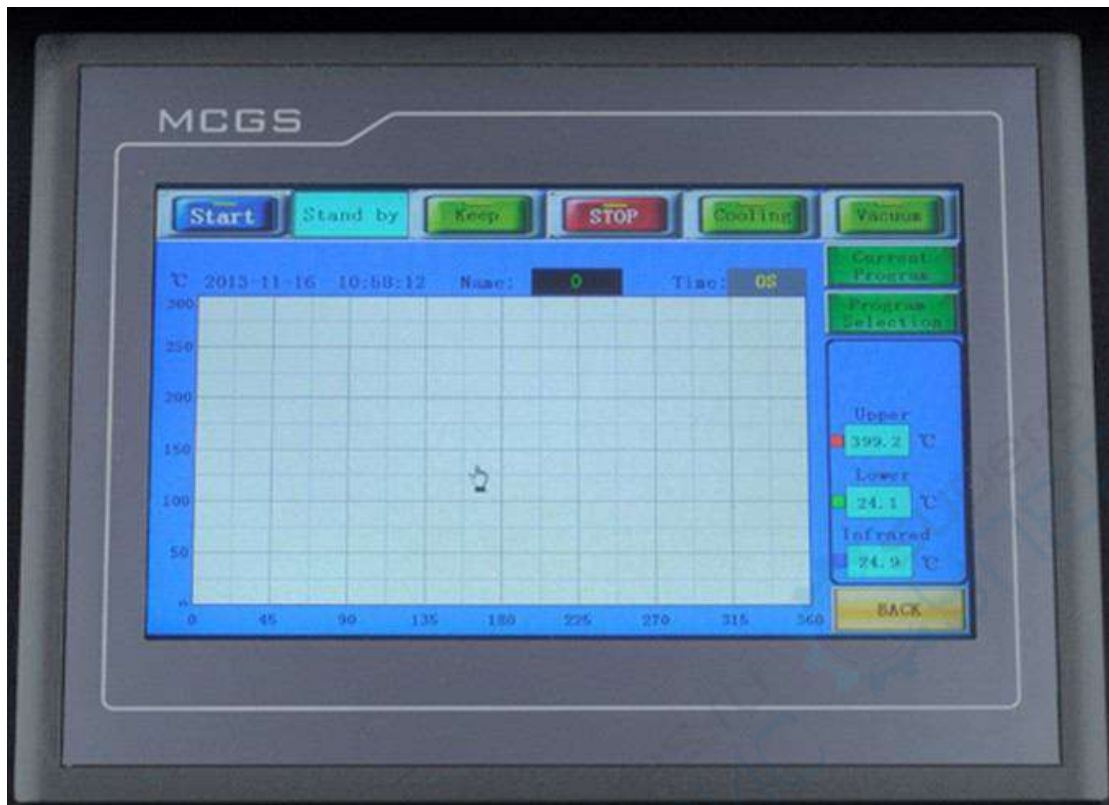 MCGS
Start Stand by Keep STOP Cooling Vacuum
Current
Program
℃ 2013-11-16 10:58:12 Name: 0 Time: 0S
Program
Selection
300
250
200
150
100
50
0
0 45 90 135 180 225 270 315 360
Upper
399.2 ℃
Lower
24.1 ℃
Infrared
24.9 ℃
BACK